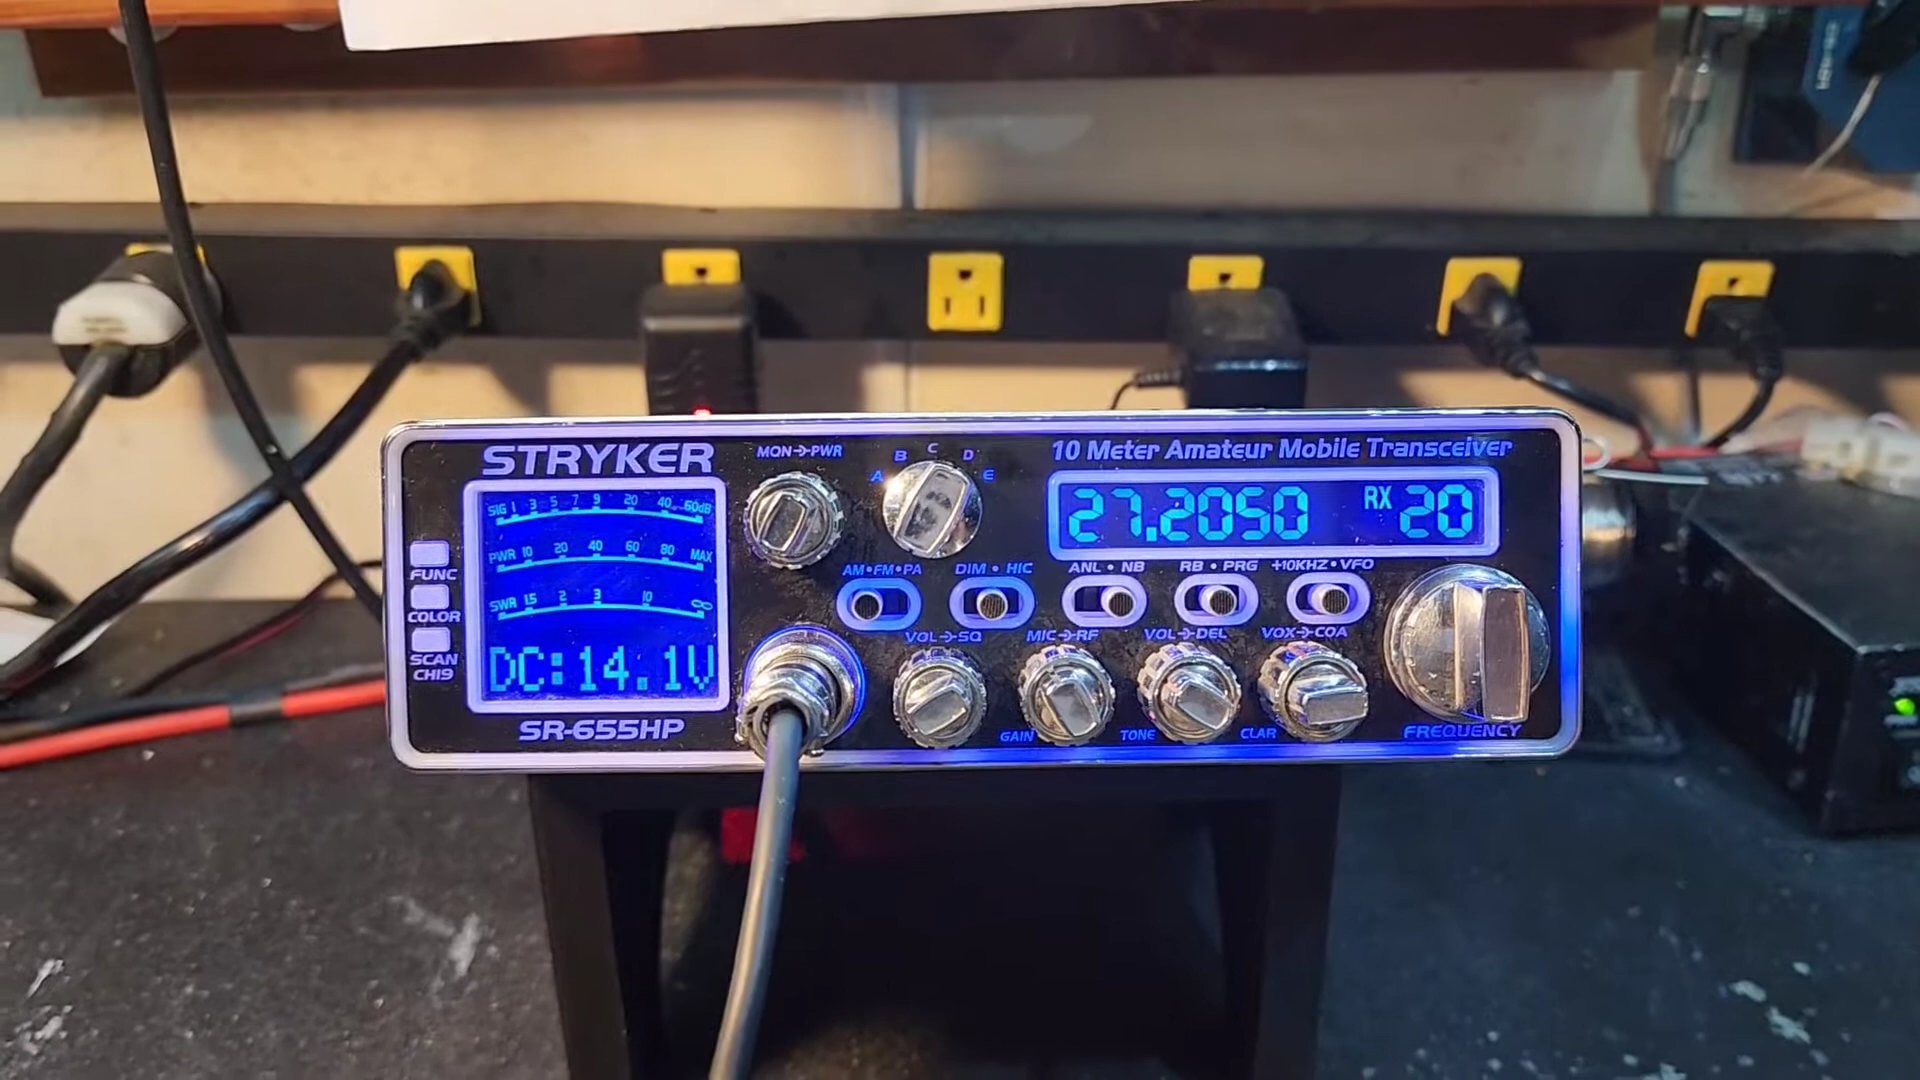 STRYKER
MON→PWR
A B C D E
10 Meter Amateur Mobile Transceiver
SIG 1 3 5 7 9 20 40 60dB
PWR 10 20 40 60 80 MAX
SWR 1.5 2 3 10 ∞
DC:14.1V
27.2050 RX 20
FUNC
COLOR
SCAN
CH19
AM•FM•PA
DIM • HIC
ANL • NB
RB • PRG
+10KHZ•VFO
VOL→SQ
MIC→RF
VOL→DEL
VOX→COA
GAIN
TONE
CLAR
FREQUENCY
SR-655HP